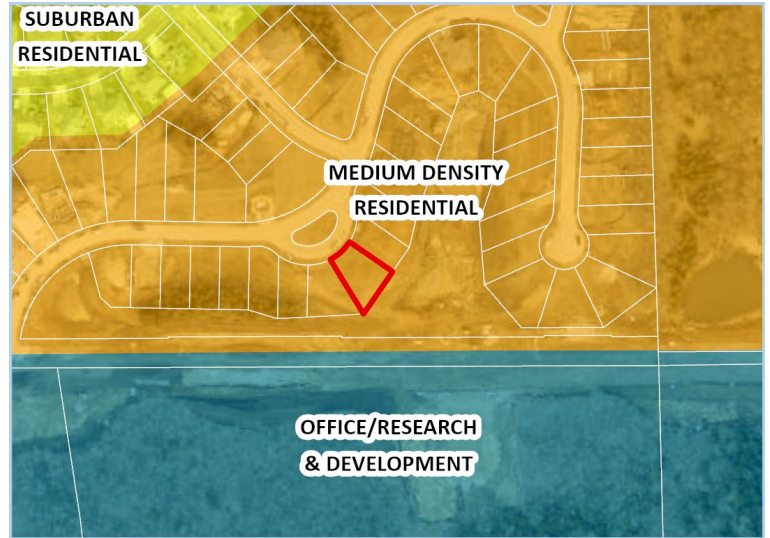 SUBURBAN
RESIDENTIAL
MEDIUM DENSITY
RESIDENTIAL
OFFICE/RESEARCH
& DEVELOPMENT